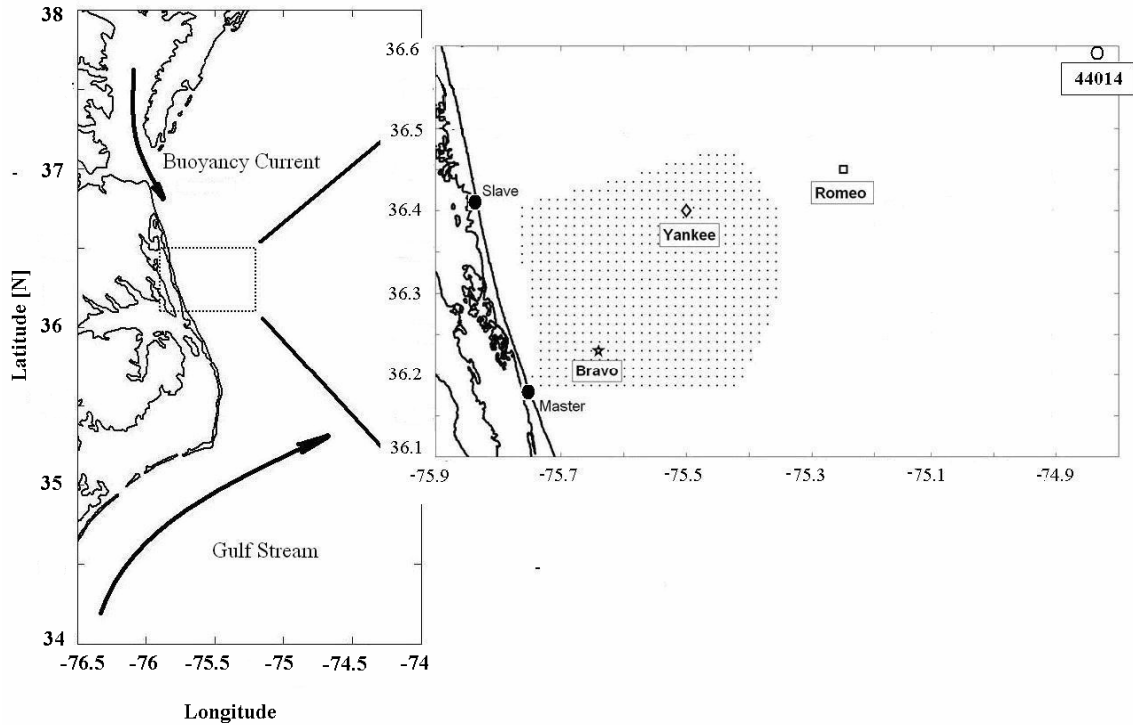 38
37
36
35
34
Latitude [N]
-76.5
-76
-75.5
-75
-74.5
-74
Longitude
Buoyancy Current
Gulf Stream
36.6
36.5
36.4
36.3
36.2
36.1
-75.9
-75.7
-75.5
-75.3
-75.1
-74.9
44014
Romeo
Slave
Yankee
Bravo
Master